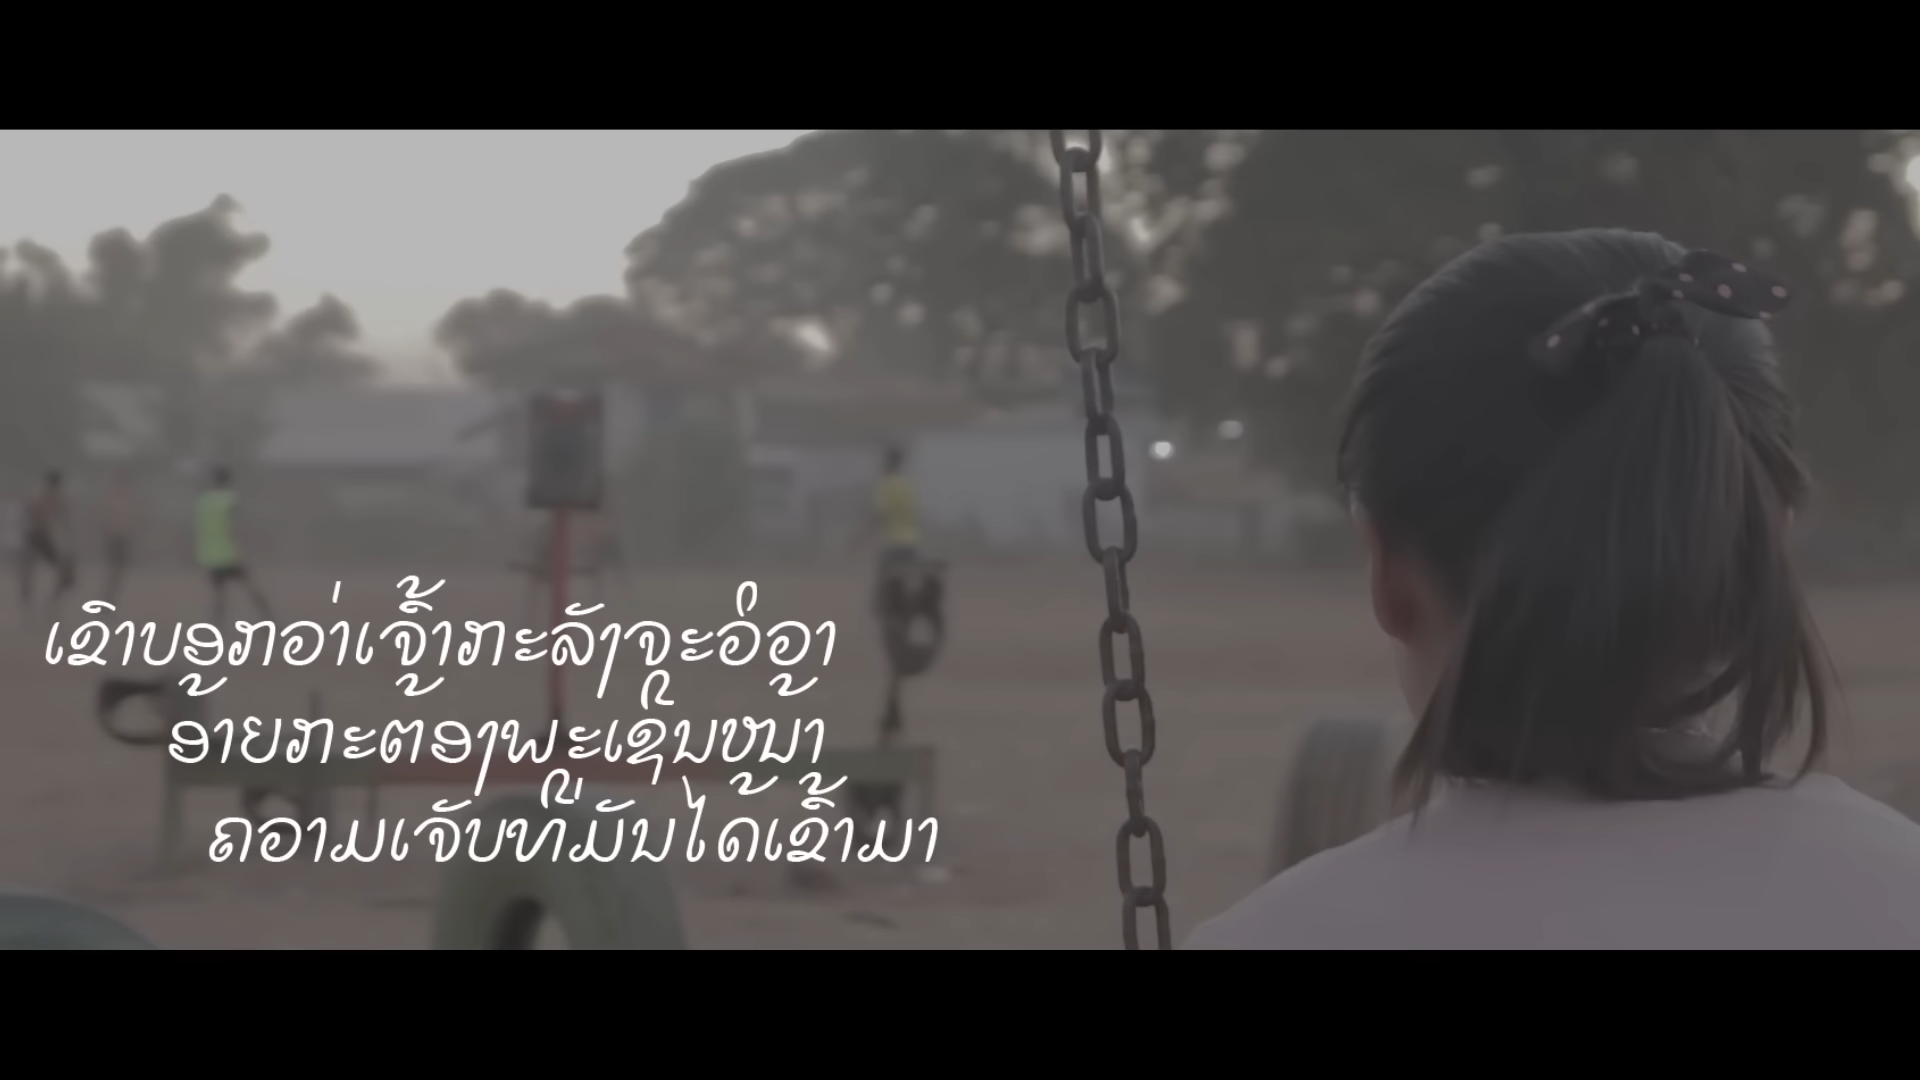 ເຂົາບອກວ່າເຈົ້າກະລັງຈະວໍ່ວາ
ອ້າຍກະຕ້ອງພະເຊີນໜ້າ
ຄວາມເຈັບທີ່ມັນໄດ້ເຂົ້າມາ